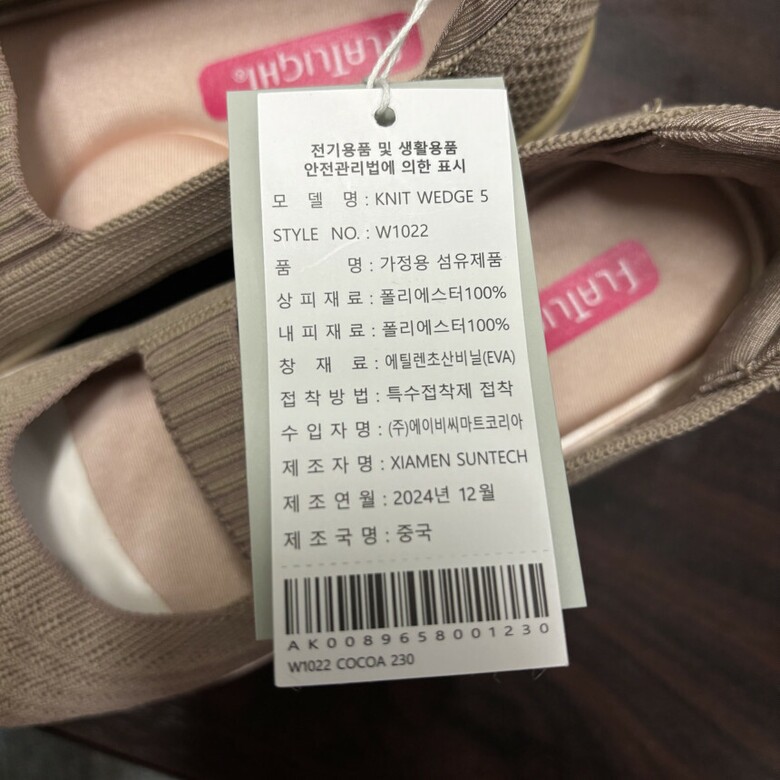 FLATLIGHT
FLATLI
전기용품 및 생활용품
안전관리법에 의한 표시
모 델 명 : KNIT WEDGE 5
STYLE NO. : W1022
품 명 : 가정용 섬유제품
상 피 재 료 : 폴리에스터100%
내 피 재 료 : 폴리에스터100%
창 재 료 : 에틸렌초산비닐(EVA)
접 착 방 법 : 특수접착제 접착
수 입 자 명 : (주)에이비씨마트코리아
제 조 자 명 : XIAMEN SUNTECH
제 조 연 월 : 2024년 12월
제 조 국 명 : 중국
AK0089658001230
W1022 COCOA 230